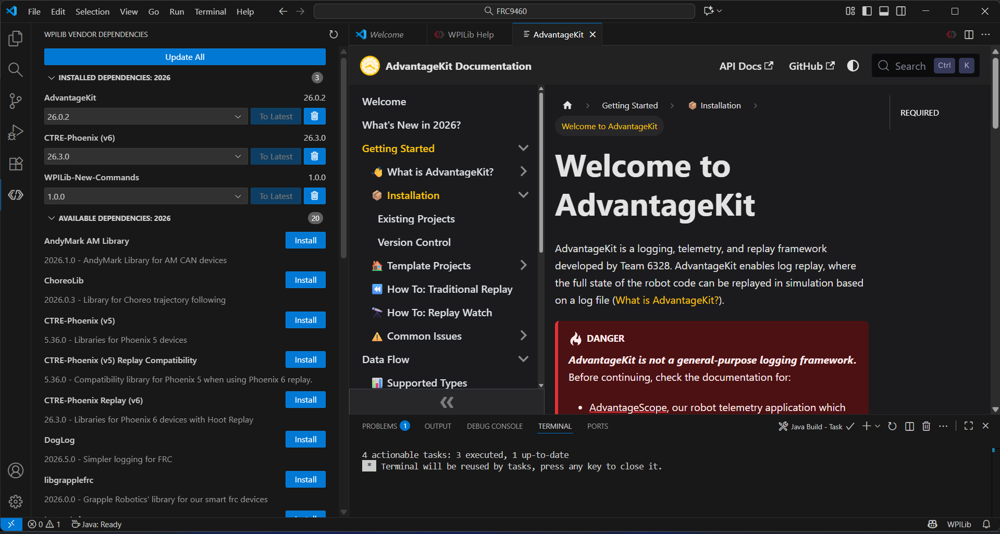 File Edit Selection View Go Run Terminal Help
FRC9460
WPILIB VENDOR DEPENDENCIES
Update All
INSTALLED DEPENDENCIES: 2026
3
AdvantageKit
26.0.2
26.0.2
To Latest
CTRE-Phoenix (v6)
26.3.0
26.3.0
To Latest
WPILib-New-Commands
1.0.0
1.0.0
To Latest
AVAILABLE DEPENDENCIES: 2026
20
AndyMark AM Library
Install
2026.1.0 - AndyMark Library for AM CAN devices
ChoreoLib
Install
2026.0.3 - Library for Choreo trajectory following
CTRE-Phoenix (v5)
Install
5.36.0 - Libraries for Phoenix 5 devices
CTRE-Phoenix (v5) Replay Compatibility
Install
5.36.0 - Compatibility library for Phoenix 5 when using Phoenix 6 replay.
CTRE-Phoenix Replay (v6)
Install
26.3.0 - Libraries for Phoenix 6 devices with Hoot Replay
DogLog
Install
2026.5.0 - Simpler logging for FRC
libgrapplefrc
Install
2026.0.0 - Grapple Robotics' library for our smart frc devices
Welcome
WPILib Help
AdvantageKit
AdvantageKit Documentation
API Docs
GitHub
Search Ctrl K
Welcome
What's New in 2026?
Getting Started
👋 What is AdvantageKit?
📦 Installation
Existing Projects
Version Control
🏠 Template Projects
⏪ How To: Traditional Replay
🔭 How To: Replay Watch
⚠️ Common Issues
Data Flow
📊 Supported Types
Getting Started
📦 Installation
Welcome to AdvantageKit
REQUIRED
Welcome to
AdvantageKit
AdvantageKit is a logging, telemetry, and replay framework
developed by Team 6328. AdvantageKit enables log replay, where
the full state of the robot code can be replayed in simulation based
on a log file (What is AdvantageKit?).
DANGER
AdvantageKit is not a general-purpose logging framework.
Before continuing, check the documentation for:
• AdvantageScope, our robot telemetry application which
PROBLEMS 1
OUTPUT
DEBUG CONSOLE
TERMINAL
PORTS
Java Build - Task
4 actionable tasks: 3 executed, 1 up-to-date
* Terminal will be reused by tasks, press any key to close it.
0 1
Java: Ready
WPILib